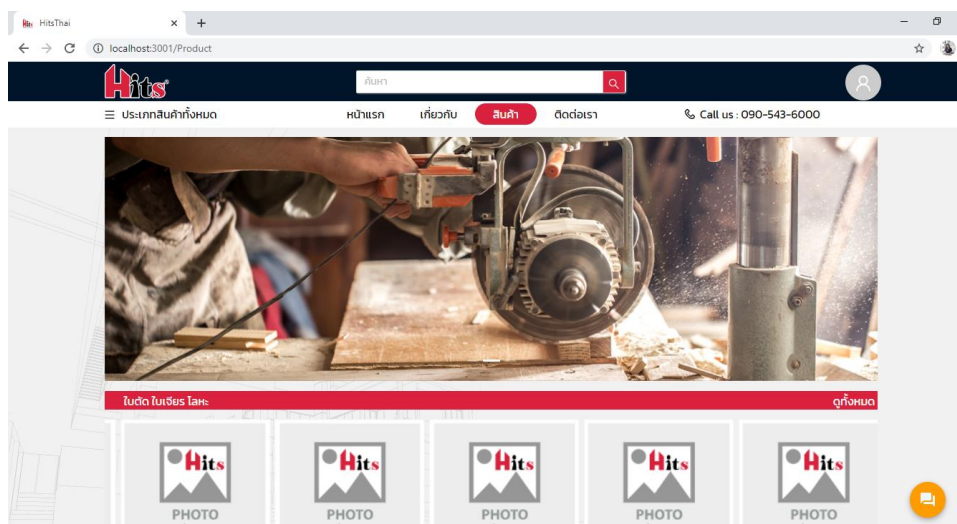 HitsThai
localhost:3001/Product
Hits
ค้นหา
ประเภทสินค้าทั้งหมด หน้าแรก เกี่ยวกับ สินค้า ติดต่อเรา Call us : 090-543-6000
ใบตัด ใบเจียร โลหะ ดูทั้งหมด
Hits Hits Hits Hits Hits
PHOTO PHOTO PHOTO PHOTO PHOTO